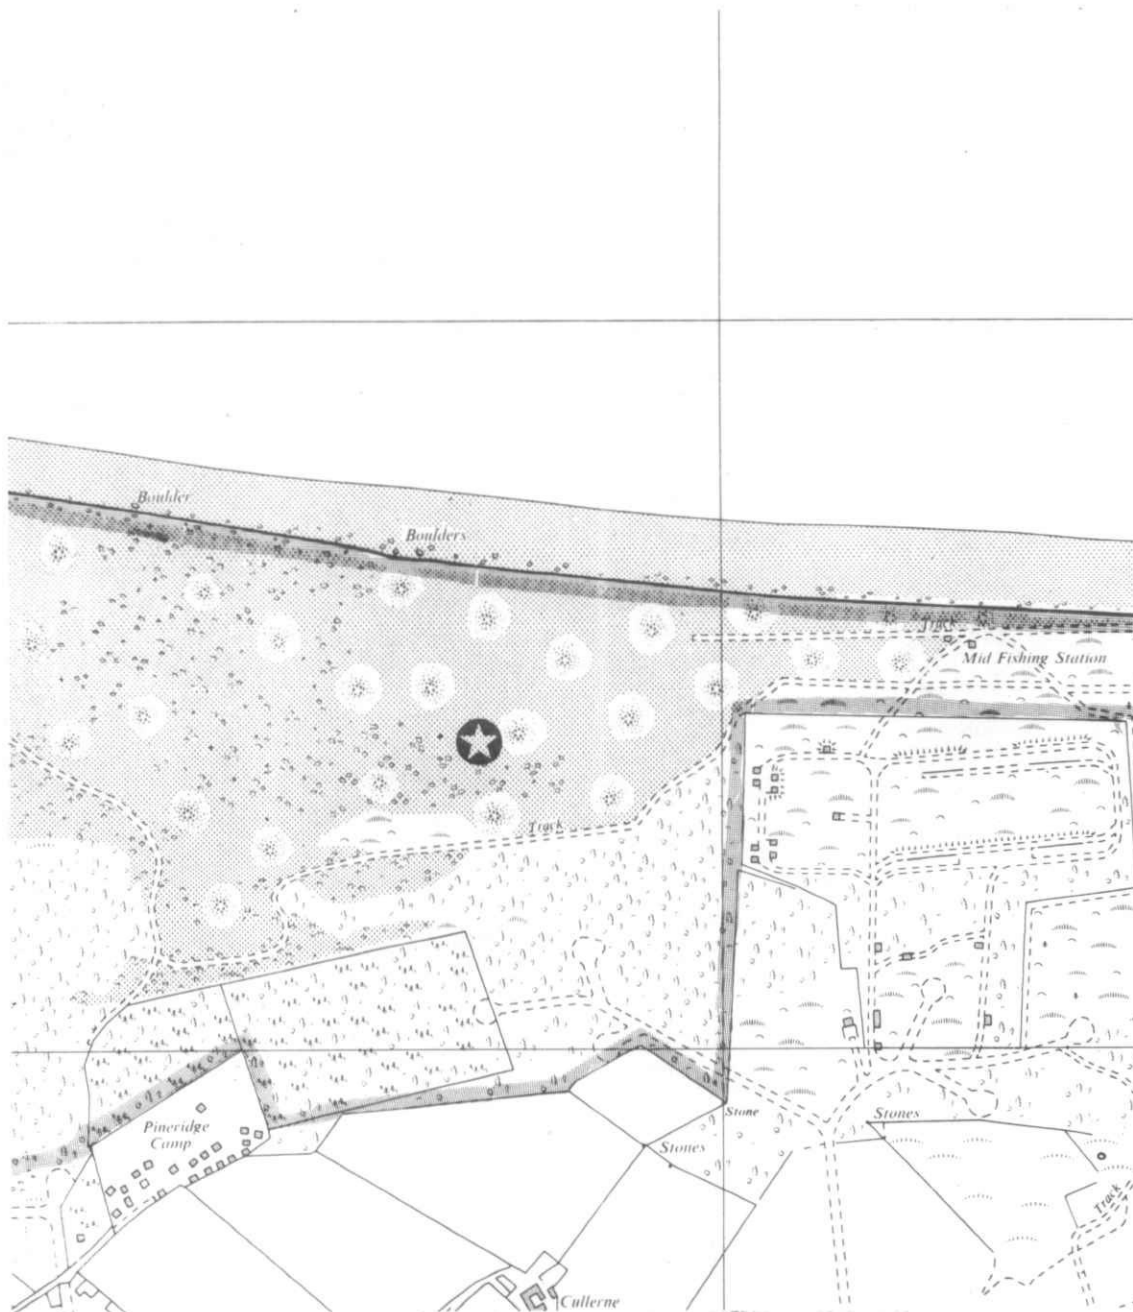 Boulder
Boulders
Track
Mid Fishing Station
Track
Pineridge
Camp
Stone
Stones
Stones
Track
Cullerne